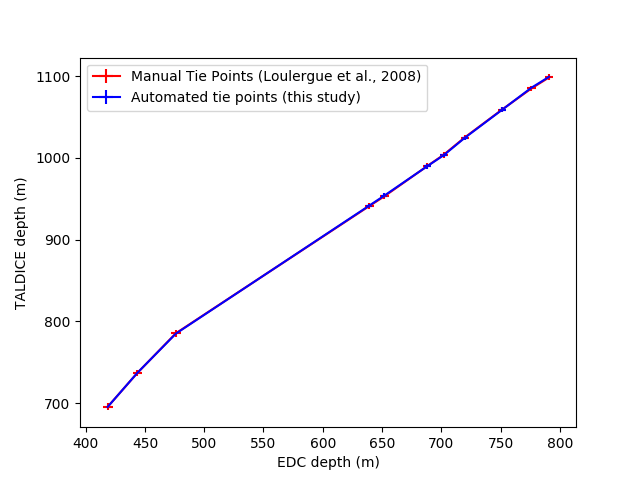 Manual Tie Points (Loulergue et al., 2008)
Automated tie points (this study)
1100
1000
900
800
700
TALDICE depth (m)
400 450 500 550 600 650 700 750 800
EDC depth (m)